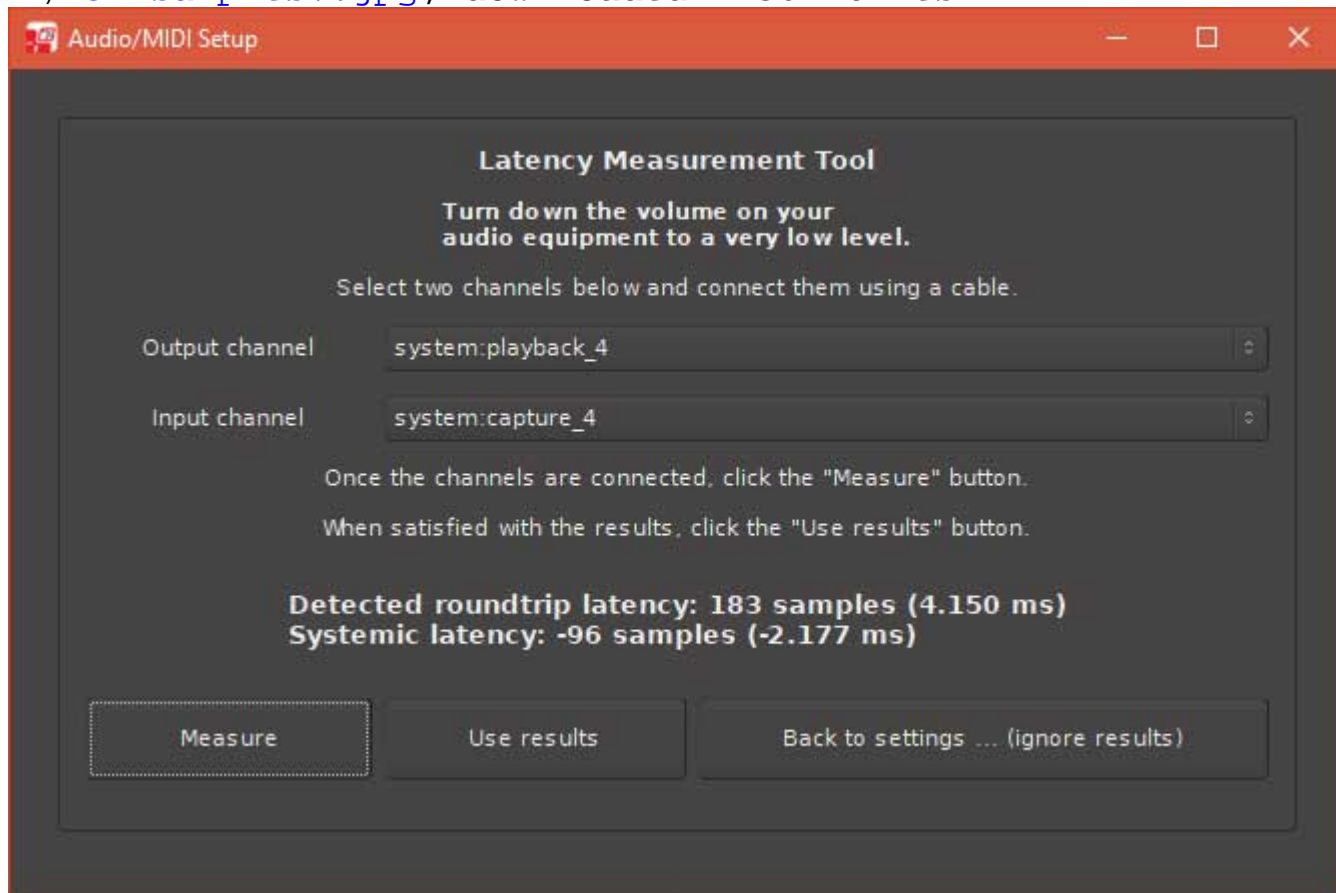 Audio/MIDI Setup
Latency Measurement Tool
Turn down the volume on your
audio equipment to a very low level.
Select two channels below and connect them using a cable.
Output channel system:playback_4
Input channel system:capture_4
Once the channels are connected, click the "Measure" button.
When satisfied with the results, click the "Use results" button.
Detected roundtrip latency: 183 samples (4.150 ms)
Systemic latency: -96 samples (-2.177 ms)
Measure Use results Back to settings ... (ignore results)